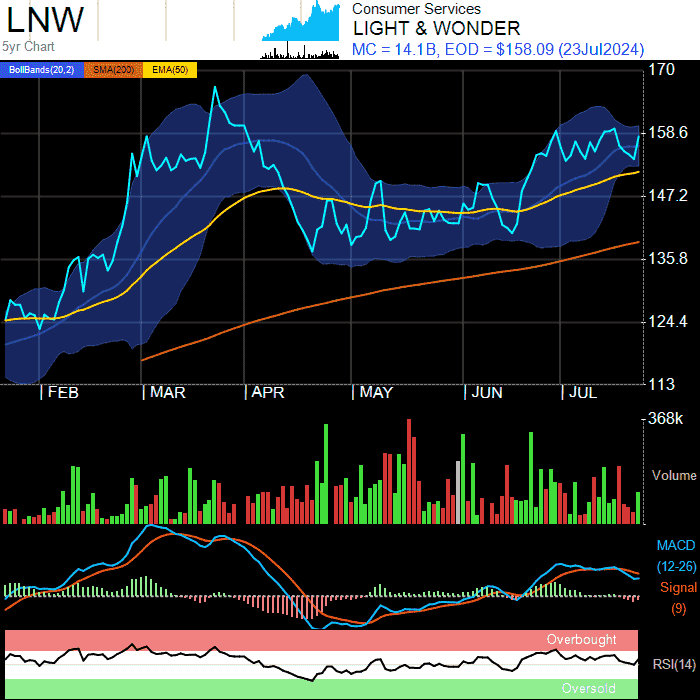 LNW
5yr Chart
Consumer Services
LIGHT & WONDER
MC = 14.1B, EOD = $158.09 (23Jul2024)
BollBands(20,2) SMA(200) EMA(50)
170
158.6
147.2
135.8
124.4
113
FEB MAR APR MAY JUN JUL
368k
Volume
MACD
(12-26)
Signal
(9)
Overbought
RSI(14)
Oversold